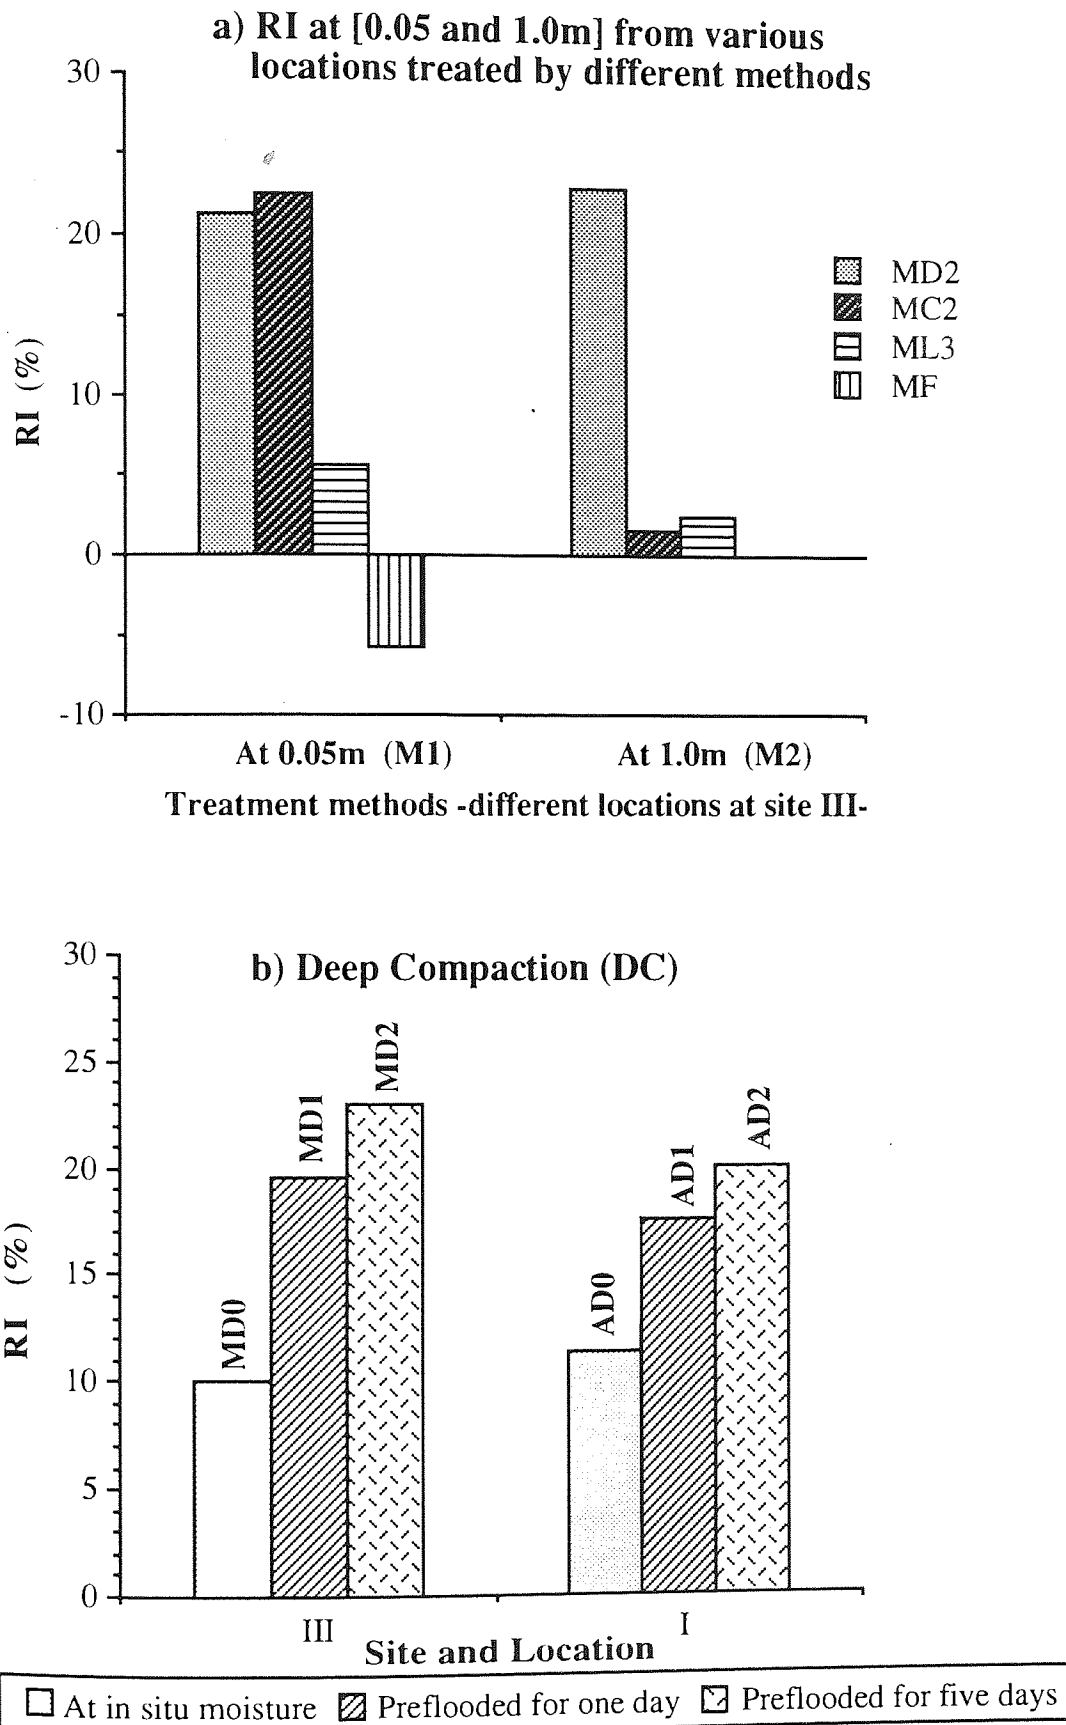 a) RI at [0.05 and 1.0m] from various
locations treated by different methods
30
20
10
0
-10
RI (%)
MD2
MC2
ML3
MF
At 0.05m (M1) At 1.0m (M2)
Treatment methods -different locations at site III-
b) Deep Compaction (DC)
30
25
20
15
10
5
0
RI (%)
MD0
MD1
MD2
AD0
AD1
AD2
III I
Site and Location
At in situ moisture Preflooded for one day Preflooded for five days